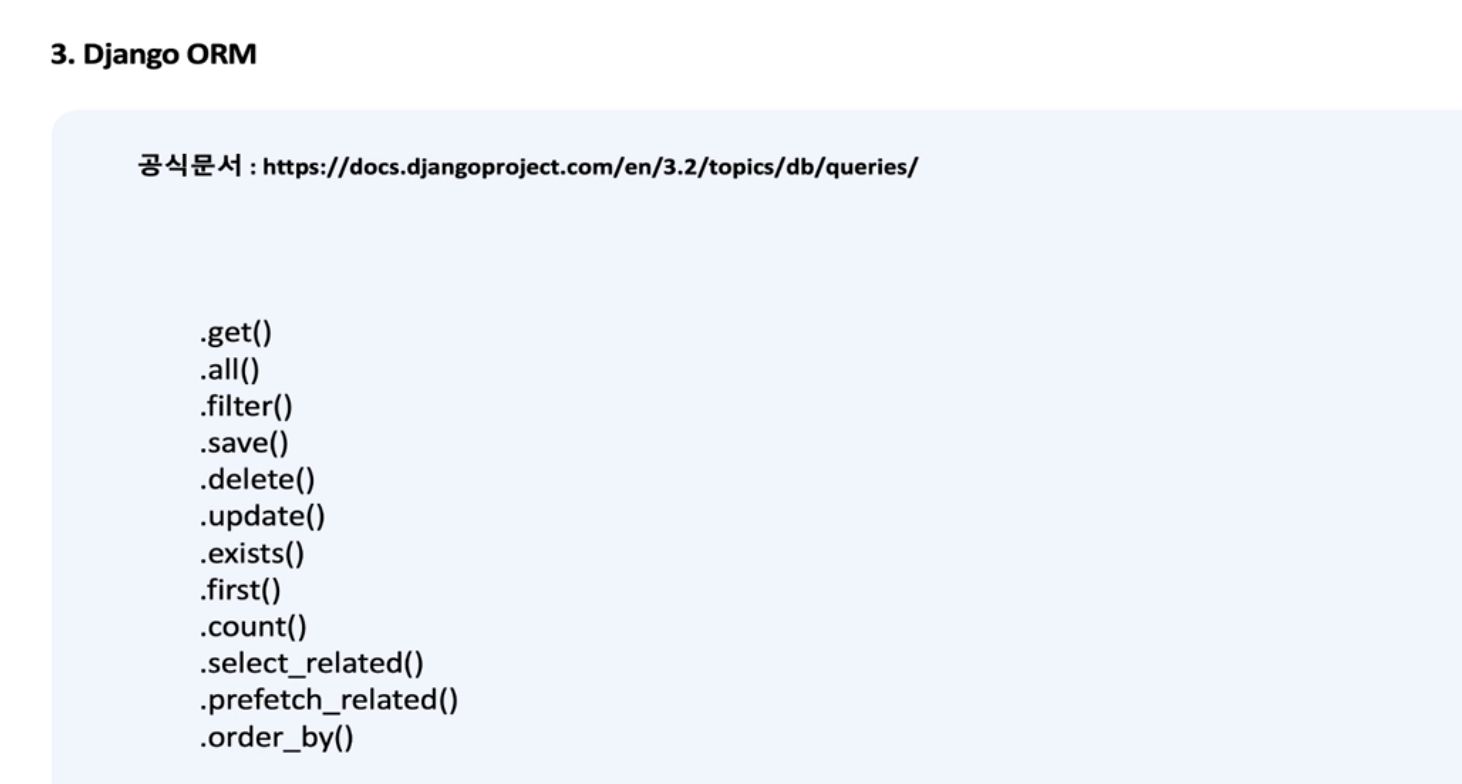 3. Django ORM
공식문서 : https://docs.djangoproject.com/en/3.2/topics/db/queries/
.get()
.all()
.filter()
.save()
.delete()
.update()
.exists()
.first()
.count()
.select_related()
.prefetch_related()
.order_by()